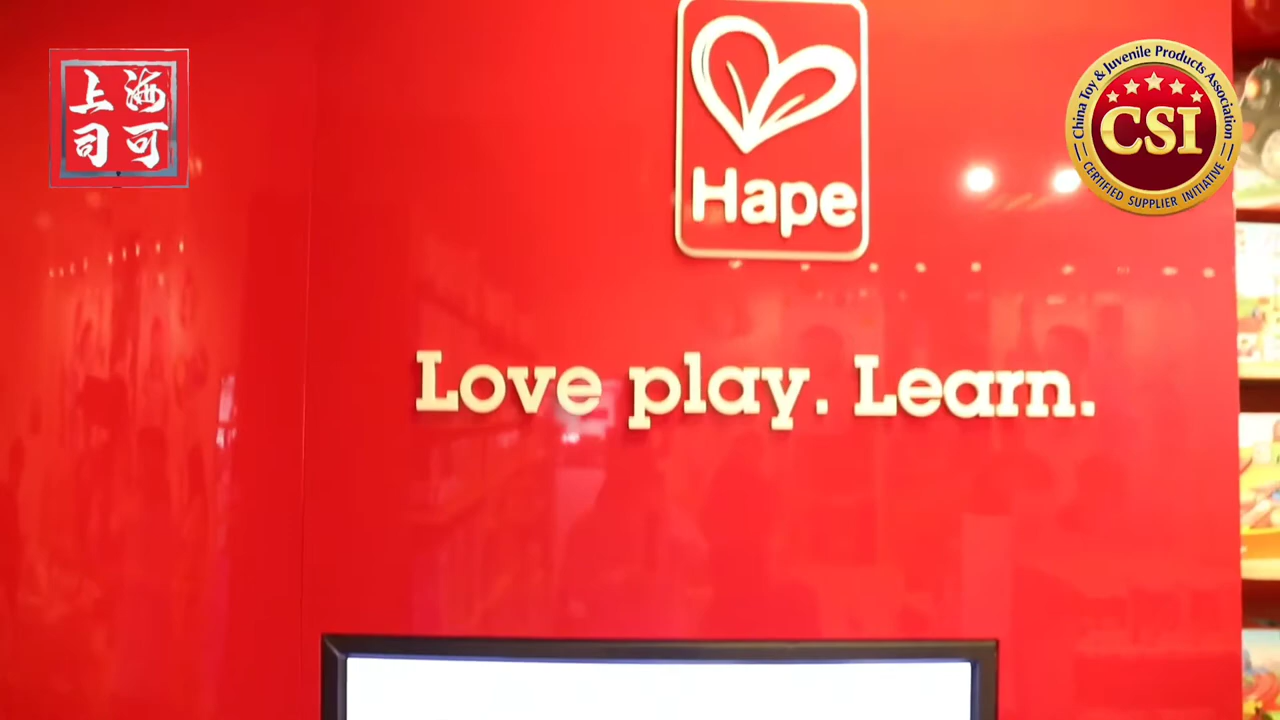 上海
司可
China Toy & Juvenile Products Association
CSI
CERTIFIED SUPPLIER INITIATIVE
Hape
Love play. Learn.